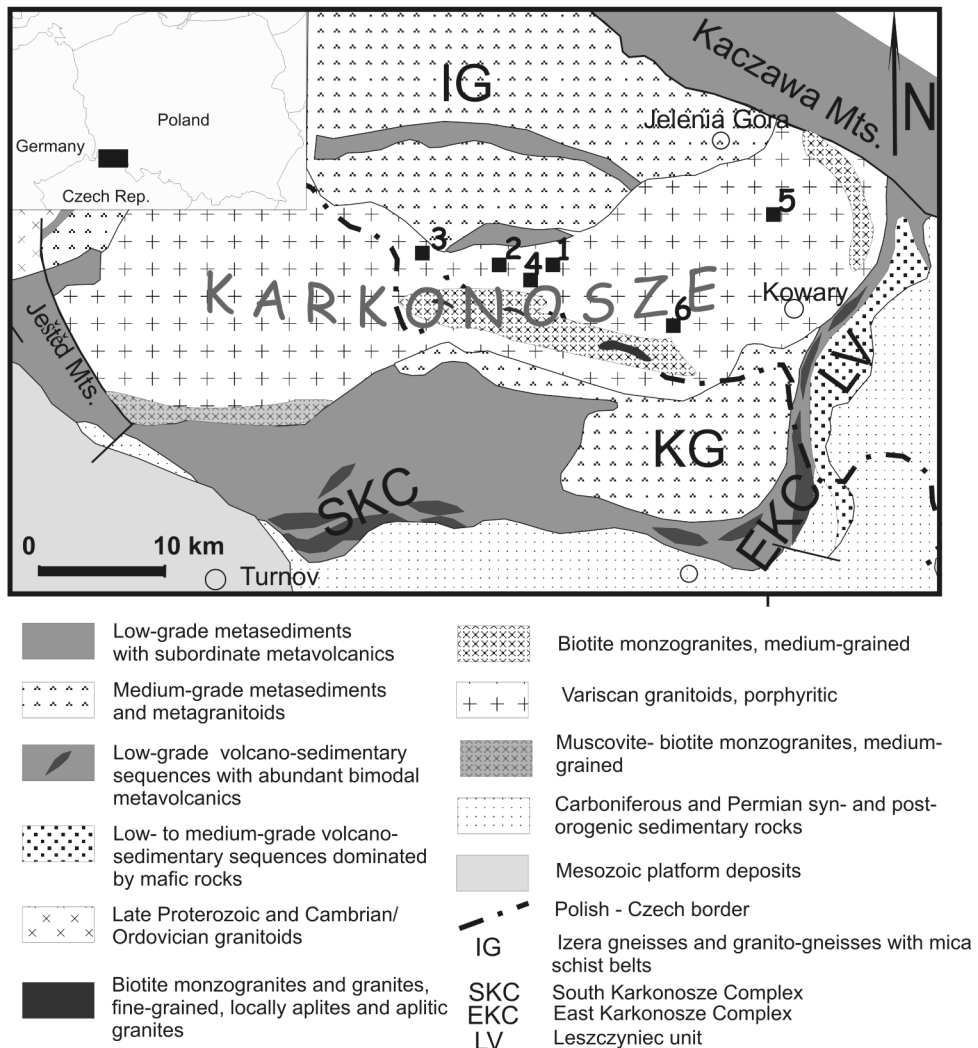 Germany
Poland
Czech Rep.
IG
Kaczawa Mts.
N
Jelenia Góra
5
3
2
1
4
KARKONOSZE
Kowary
6
Ještěd Mts.
LV
KG
SKC
EKC
0 10 km
Turnov
Low-grade metasediments
with subordinate metavolcanics
Medium-grade metasediments
and metagranitoids
Low-grade volcano-sedimentary
sequences with abundant bimodal
metavolcanics
Low- to medium-grade volcano-
sedimentary sequences dominated
by mafic rocks
Late Proterozoic and Cambrian/
Ordovician granitoids
Biotite monzogranites and granites,
fine-grained, locally aplites and aplitic
granites
Biotite monzogranites, medium-grained
Variscan granitoids, porphyritic
Muscovite- biotite monzogranites, medium-
grained
Carboniferous and Permian syn- and post-
orogenic sedimentary rocks
Mesozoic platform deposits
Polish - Czech border
IG Izera gneisses and granito-gneisses with mica
schist belts
SKC South Karkonosze Complex
EKC East Karkonosze Complex
LV Leszczyniec unit